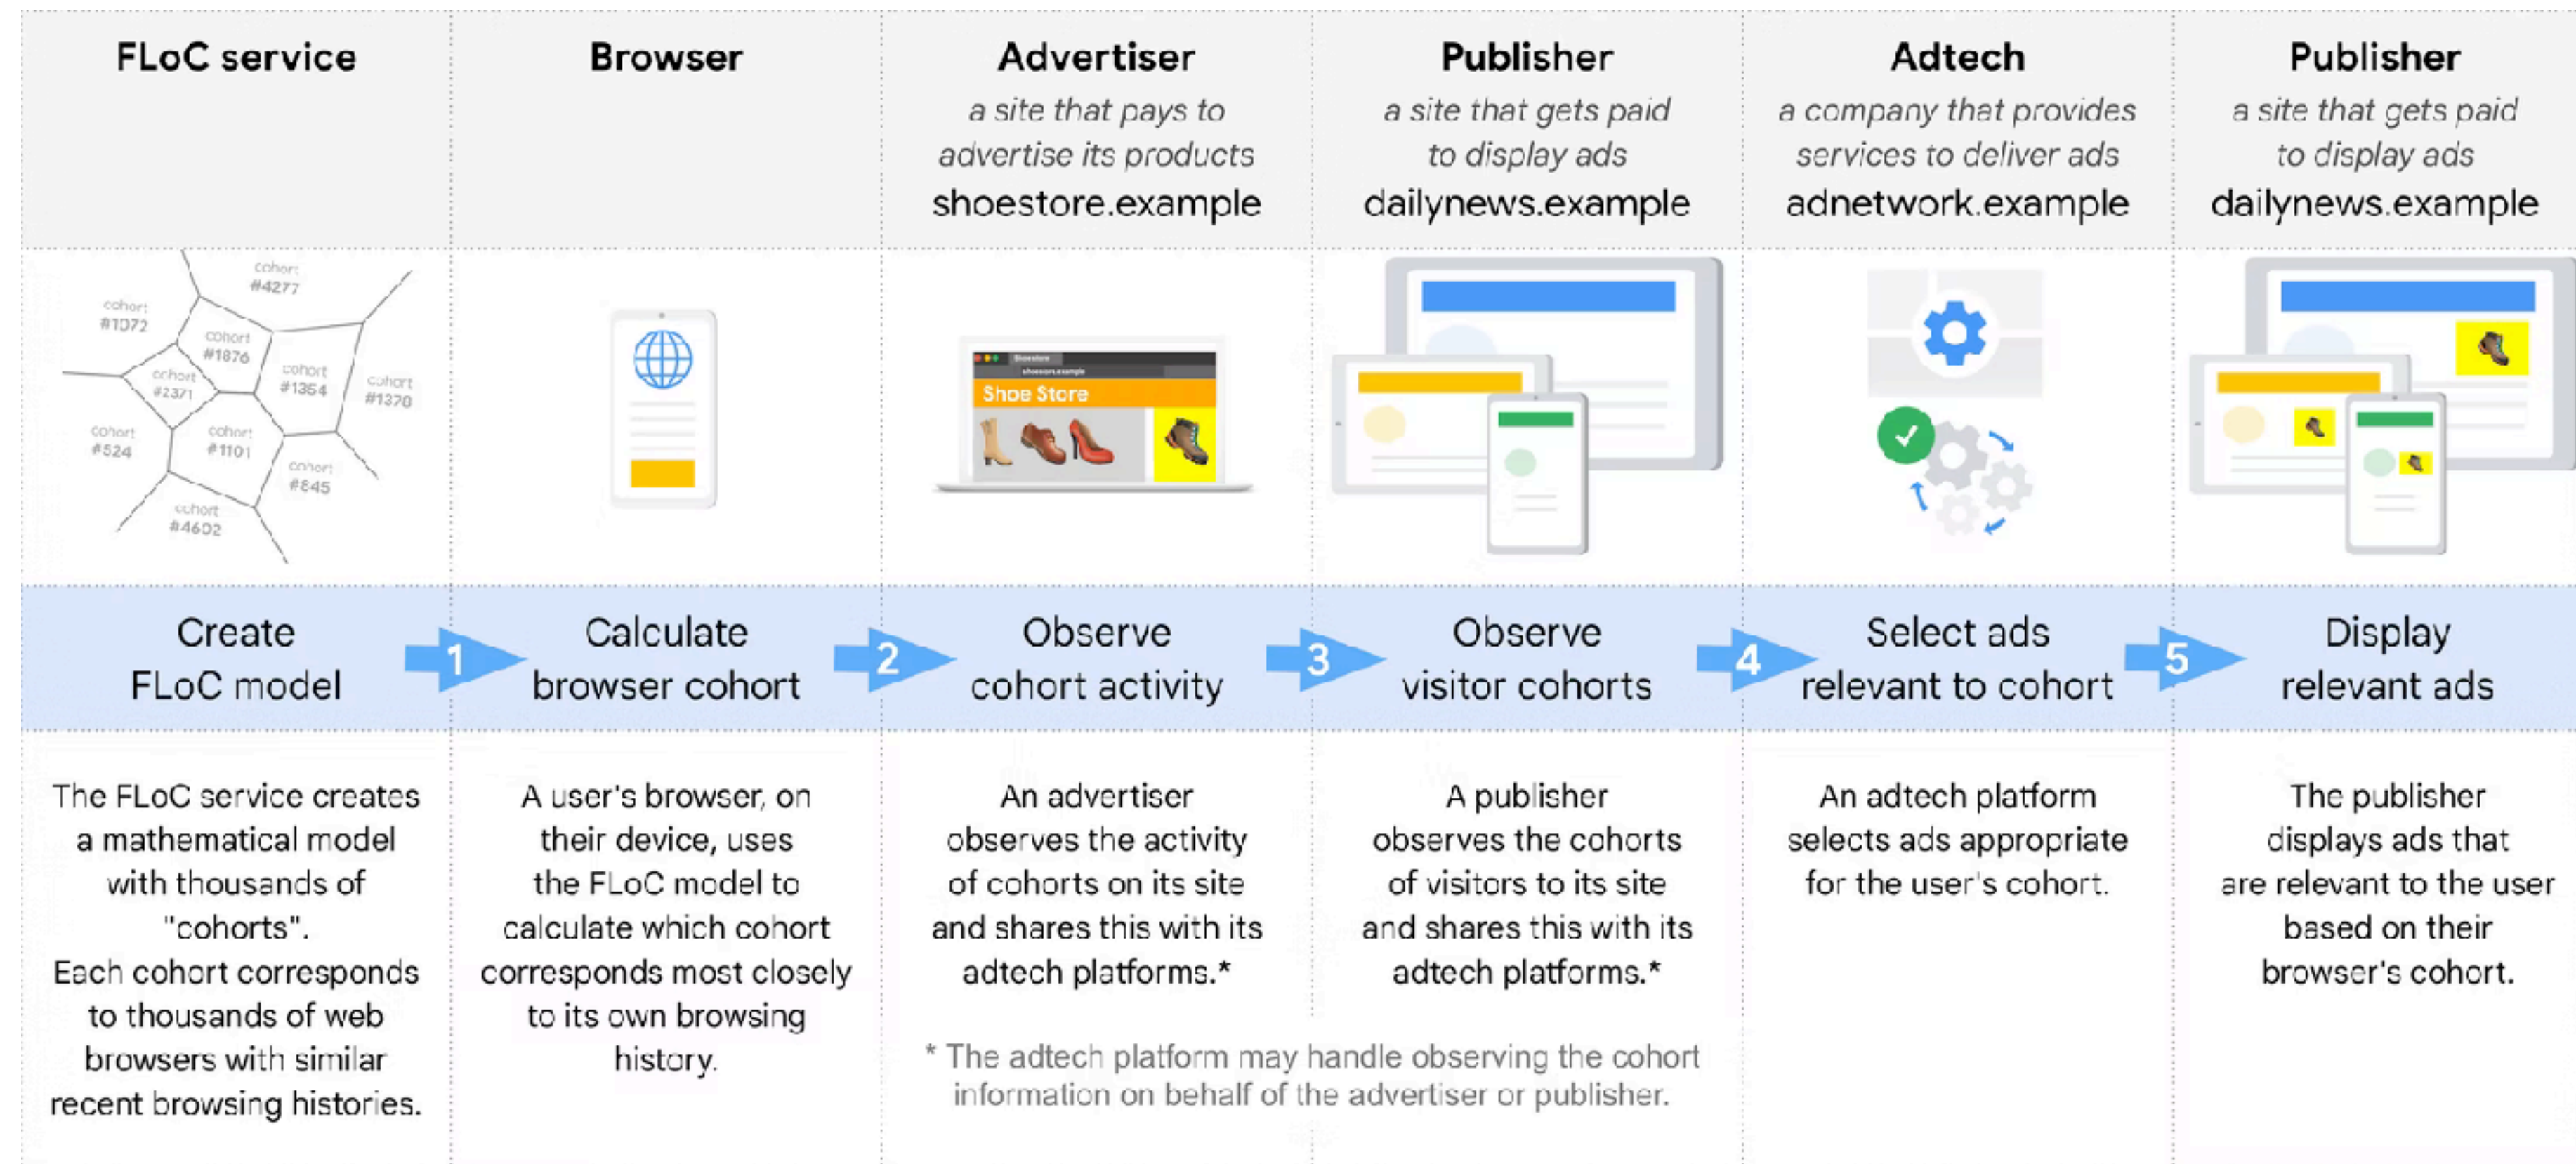 FLoC service
Browser
Advertiser
a site that pays to
advertise its products
shoestore.example
Publisher
a site that gets paid
to display ads
dailynews.example
Adtech
a company that provides
services to deliver ads
adnetwork.example
Publisher
a site that gets paid
to display ads
dailynews.example
cohort
#4277
cohort
#1072
cohort
#1876
cohort
#2371
cohort
#1354
cohort
#1378
cohort
#524
cohort
#1101
cohort
#845
cohort
#4602
Shoestore
shoestore.example
Shoe Store
Create
FLoC model
1
Calculate
browser cohort
2
Observe
cohort activity
3
Observe
visitor cohorts
4
Select ads
relevant to cohort
5
Display
relevant ads
The FLoC service creates
a mathematical model
with thousands of
"cohorts".
Each cohort corresponds
to thousands of web
browsers with similar
recent browsing histories.
A user's browser, on
their device, uses
the FLoC model to
calculate which cohort
corresponds most closely
to its own browsing
history.
An advertiser
observes the activity
of cohorts on its site
and shares this with its
adtech platforms.*
A publisher
observes the cohorts
of visitors to its site
and shares this with its
adtech platforms.*
* The adtech platform may handle observing the cohort
information on behalf of the advertiser or publisher.
An adtech platform
selects ads appropriate
for the user's cohort.
The publisher
displays ads that
are relevant to the user
based on their
browser's cohort.